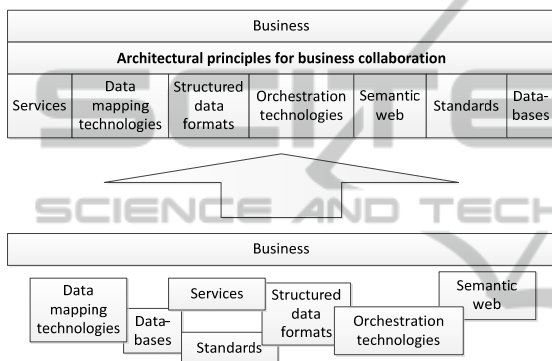 Business
Architectural principles for business collaboration
Services
Data
mapping
technologies
Structured
data
formats
Orchestration
technologies
Semantic
web
Standards
Data-
bases
SCITE
SCIENCE AND TECH
Business
Data
mapping
technologies
Data-
bases
Services
Standards
Structured
data
formats
Orchestration
technologies
Semantic
web